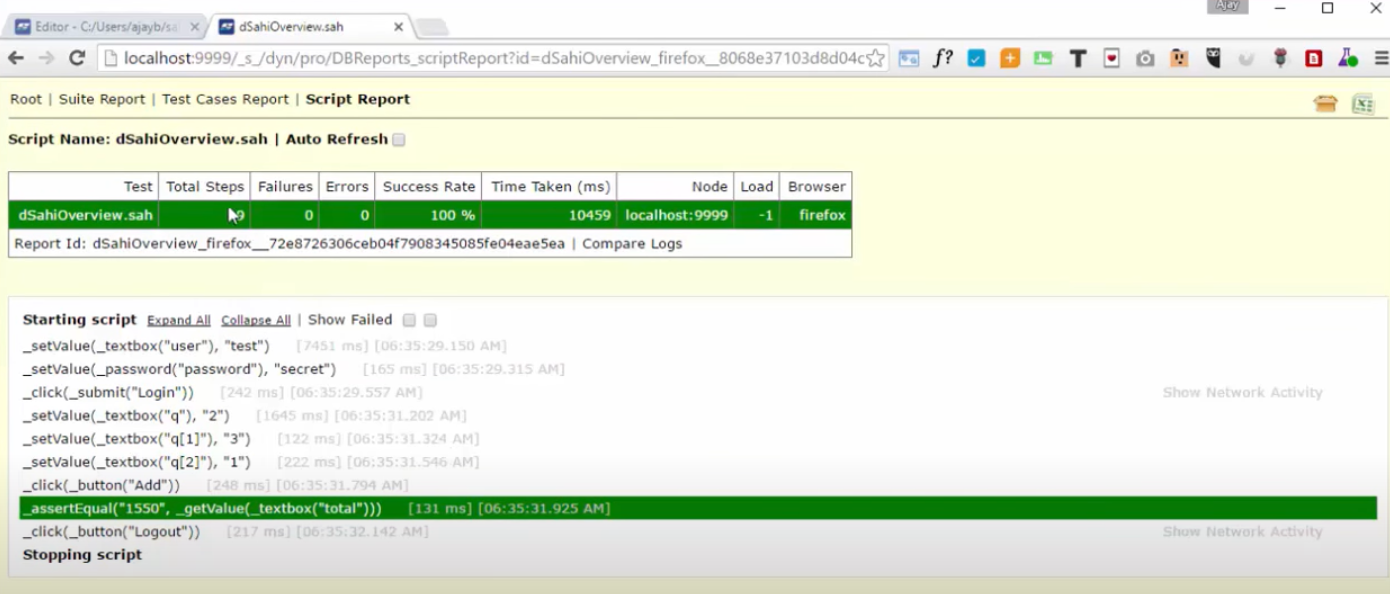 Ajay
Editor - C:/Users/ajayb/sa
dSahiOverview.sah
localhost:9999/_s_/dyn/pro/DBReports_scriptReport?id=dSahiOverview_firefox__8068e37103d8d04c
Root | Suite Report | Test Cases Report | Script Report
Script Name: dSahiOverview.sah | Auto Refresh
Test Total Steps Failures Errors Success Rate Time Taken (ms) Node Load Browser
dSahiOverview.sah 9 0 0 100 % 10459 localhost:9999 -1 firefox
Report Id: dSahiOverview_firefox__72e8726306ceb04f7908345085fe04eae5ea | Compare Logs
Starting script Expand All Collapse All | Show Failed
_setValue(_textbox("user"), "test") [7451 ms] [06:35:29.150 AM]
_setValue(_password("password"), "secret") [165 ms] [06:35:29.315 AM]
_click(_submit("Login")) [242 ms] [06:35:29.557 AM] Show Network Activity
_setValue(_textbox("q"), "2") [1645 ms] [06:35:31.202 AM]
_setValue(_textbox("q[1]"), "3") [122 ms] [06:35:31.324 AM]
_setValue(_textbox("q[2]"), "1") [222 ms] [06:35:31.546 AM]
_click(_button("Add")) [248 ms] [06:35:31.794 AM]
_assertEqual("1550", _getValue(_textbox("total"))) [131 ms] [06:35:31.925 AM]
_click(_button("Logout")) [217 ms] [06:35:32.142 AM] Show Network Activity
Stopping script